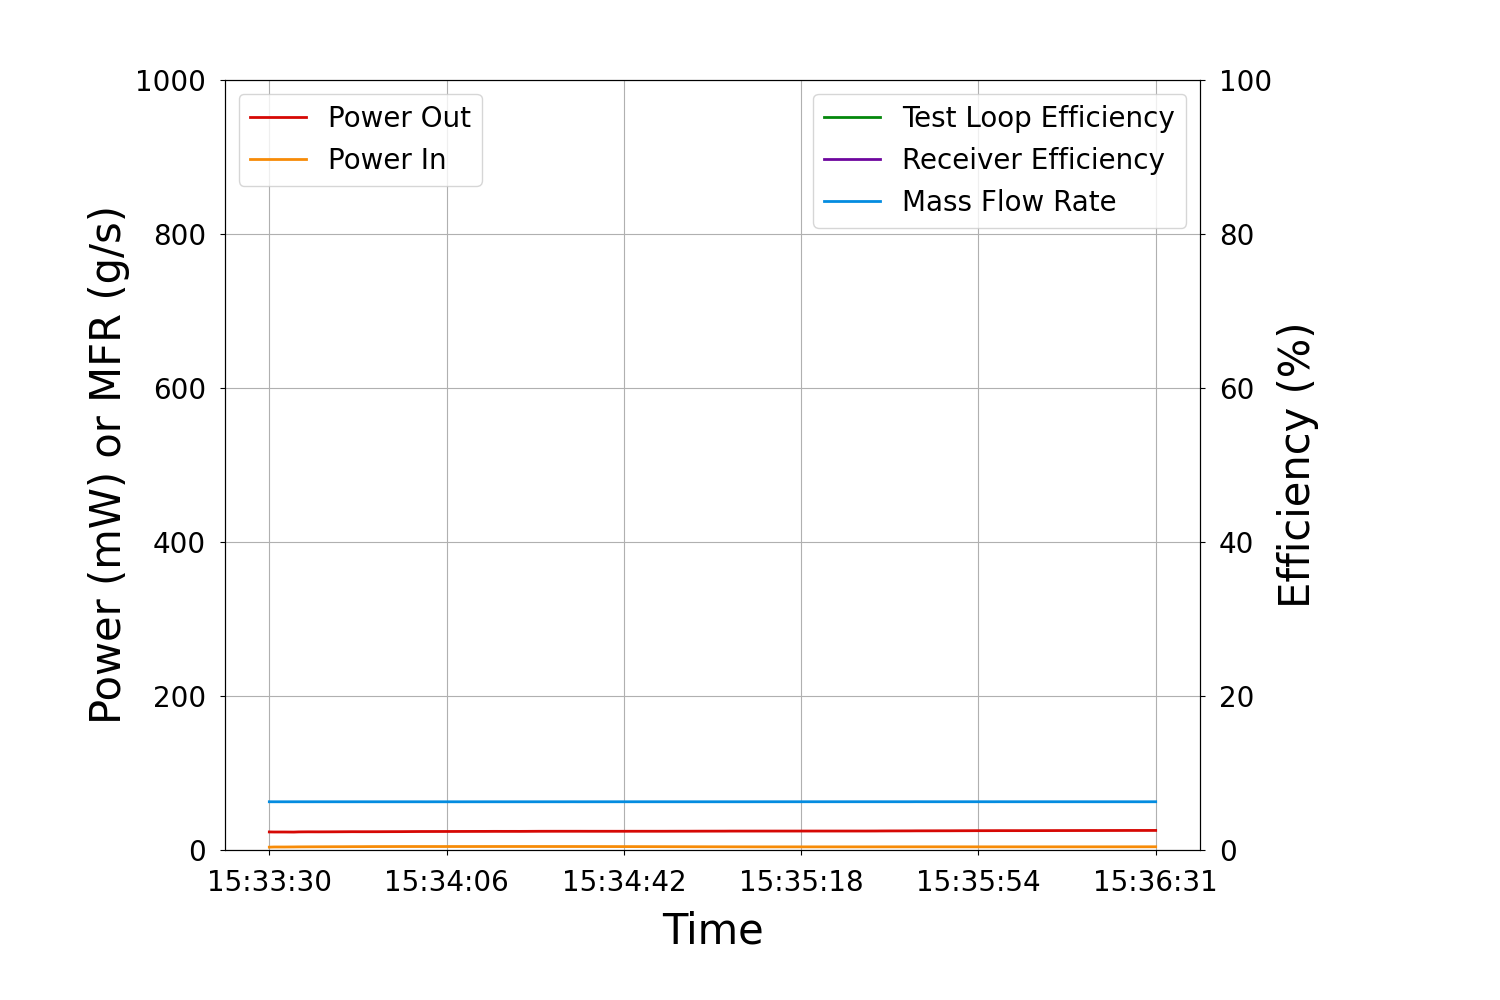 Power (mW) or MFR (g/s)
1000
800
600
400
200
0
Power Out
Power In
Test Loop Efficiency
Receiver Efficiency
Mass Flow Rate
100
80
60
40
20
0
Efficiency (%)
15:33:30 15:34:06 15:34:42 15:35:18 15:35:54 15:36:31
Time